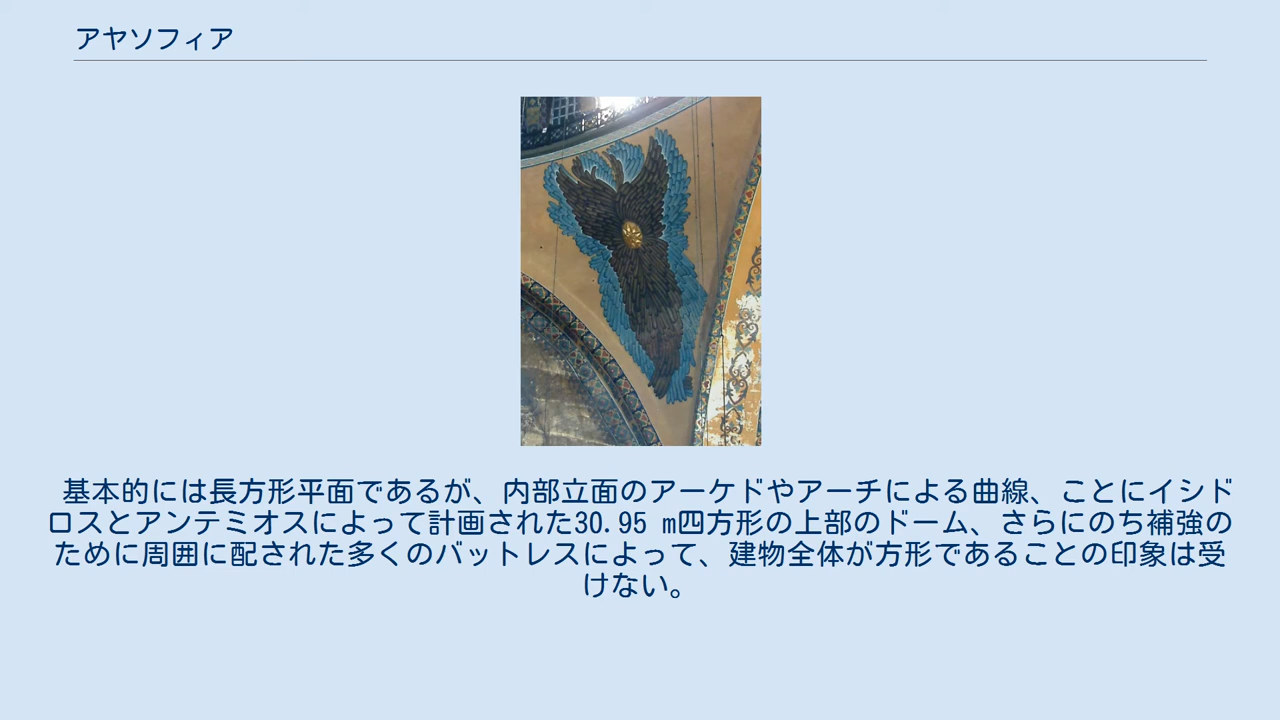 アヤソフィア
基本的には長方形平面であるが、内部立面のアーケドやアーチによる曲線、ことにイシド
ロスとアンテミオスによって計画された30.95 m四方形の上部のドーム、さらにのち補強の
ために周囲に配された多くのバットレスによって、建物全体が方形であることの印象は受
けない。